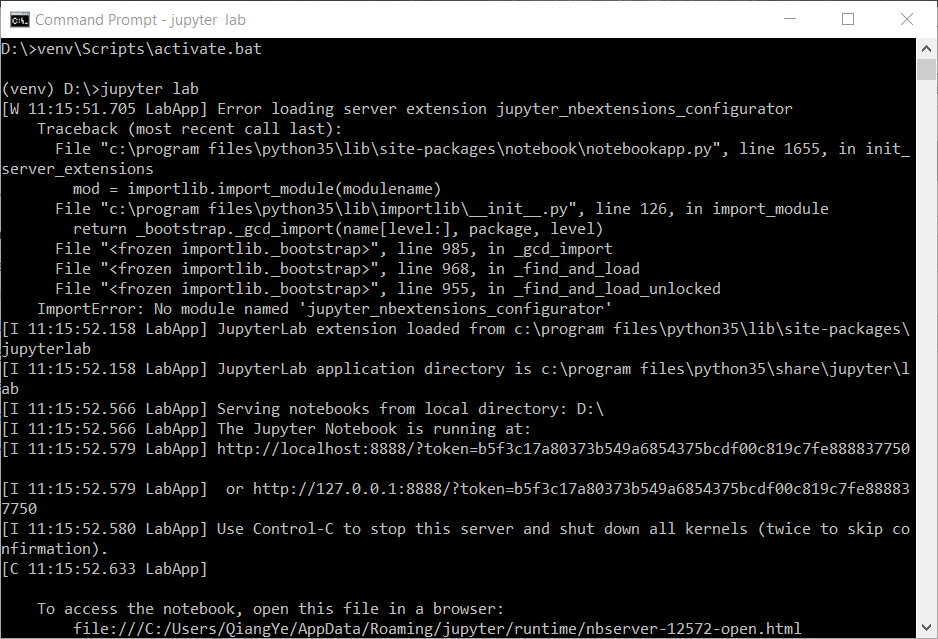 Command Prompt - jupyter  lab
D:\>venv\Scripts\activate.bat
(venv) D:\>jupyter lab
[W 11:15:51.705 LabApp] Error loading server extension jupyter_nbextensions_configurator
    Traceback (most recent call last):
      File "c:\program files\python35\lib\site-packages\notebook\notebookapp.py", line 1655, in init_
server_extensions
        mod = importlib.import_module(modulename)
      File "c:\program files\python35\lib\importlib\__init__.py", line 126, in import_module
        return _bootstrap._gcd_import(name[level:], package, level)
      File "<frozen importlib._bootstrap>", line 985, in _gcd_import
      File "<frozen importlib._bootstrap>", line 968, in _find_and_load
      File "<frozen importlib._bootstrap>", line 955, in _find_and_load_unlocked
    ImportError: No module named 'jupyter_nbextensions_configurator'
[I 11:15:52.158 LabApp] JupyterLab extension loaded from c:\program files\python35\lib\site-packages\
jupyterlab
[I 11:15:52.158 LabApp] JupyterLab application directory is c:\program files\python35\share\jupyter\l
ab
[I 11:15:52.566 LabApp] Serving notebooks from local directory: D:\
[I 11:15:52.566 LabApp] The Jupyter Notebook is running at:
[I 11:15:52.579 LabApp] http://localhost:8888/?token=b5f3c17a80373b549a6854375bcdf00c819c7fe888837750
[I 11:15:52.579 LabApp]  or http://127.0.0.1:8888/?token=b5f3c17a80373b549a6854375bcdf00c819c7fe88883
7750
[I 11:15:52.580 LabApp] Use Control-C to stop this server and shut down all kernels (twice to skip co
nfirmation).
[C 11:15:52.633 LabApp]
    To access the notebook, open this file in a browser:
        file:///C:/Users/QiangYe/AppData/Roaming/jupyter/runtime/nbserver-12572-open.html